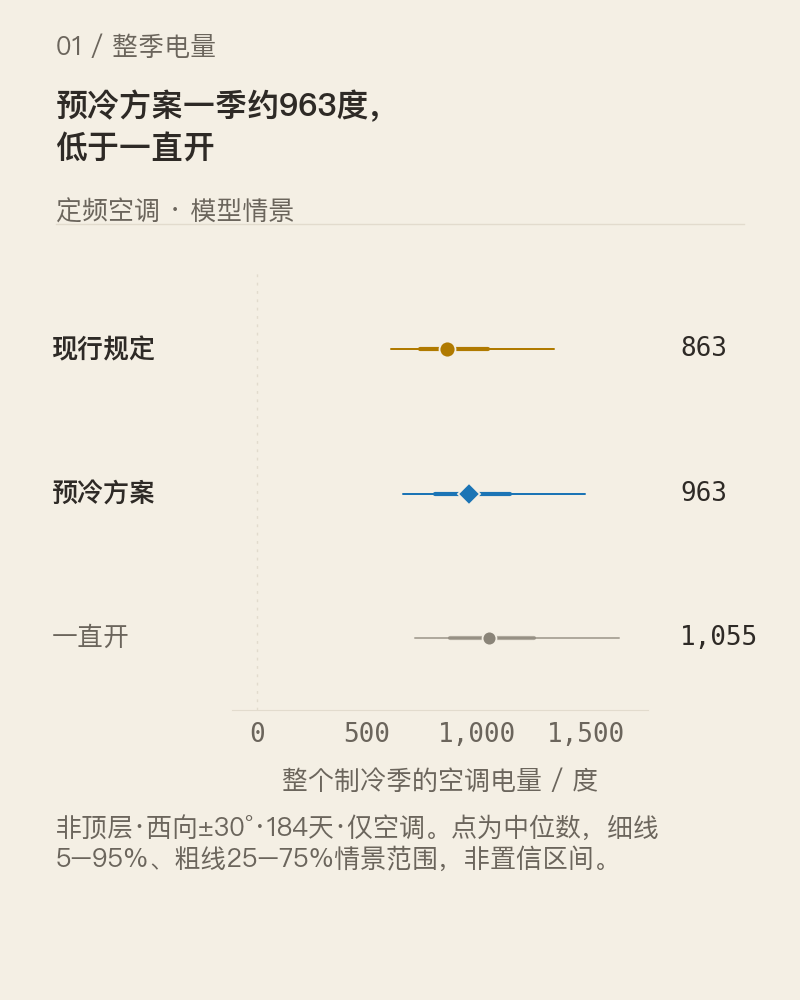 01 / 整季电量
预冷方案一季约963度，
低于一直开
定频空调 · 模型情景
现行规定
863
预冷方案
963
一直开
1,055
0 500 1,000 1,500
整个制冷季的空调电量 / 度
非顶层·西向±30°·184天·仅空调。点为中位数，细线
5—95%、粗线25—75%情景范围，非置信区间。